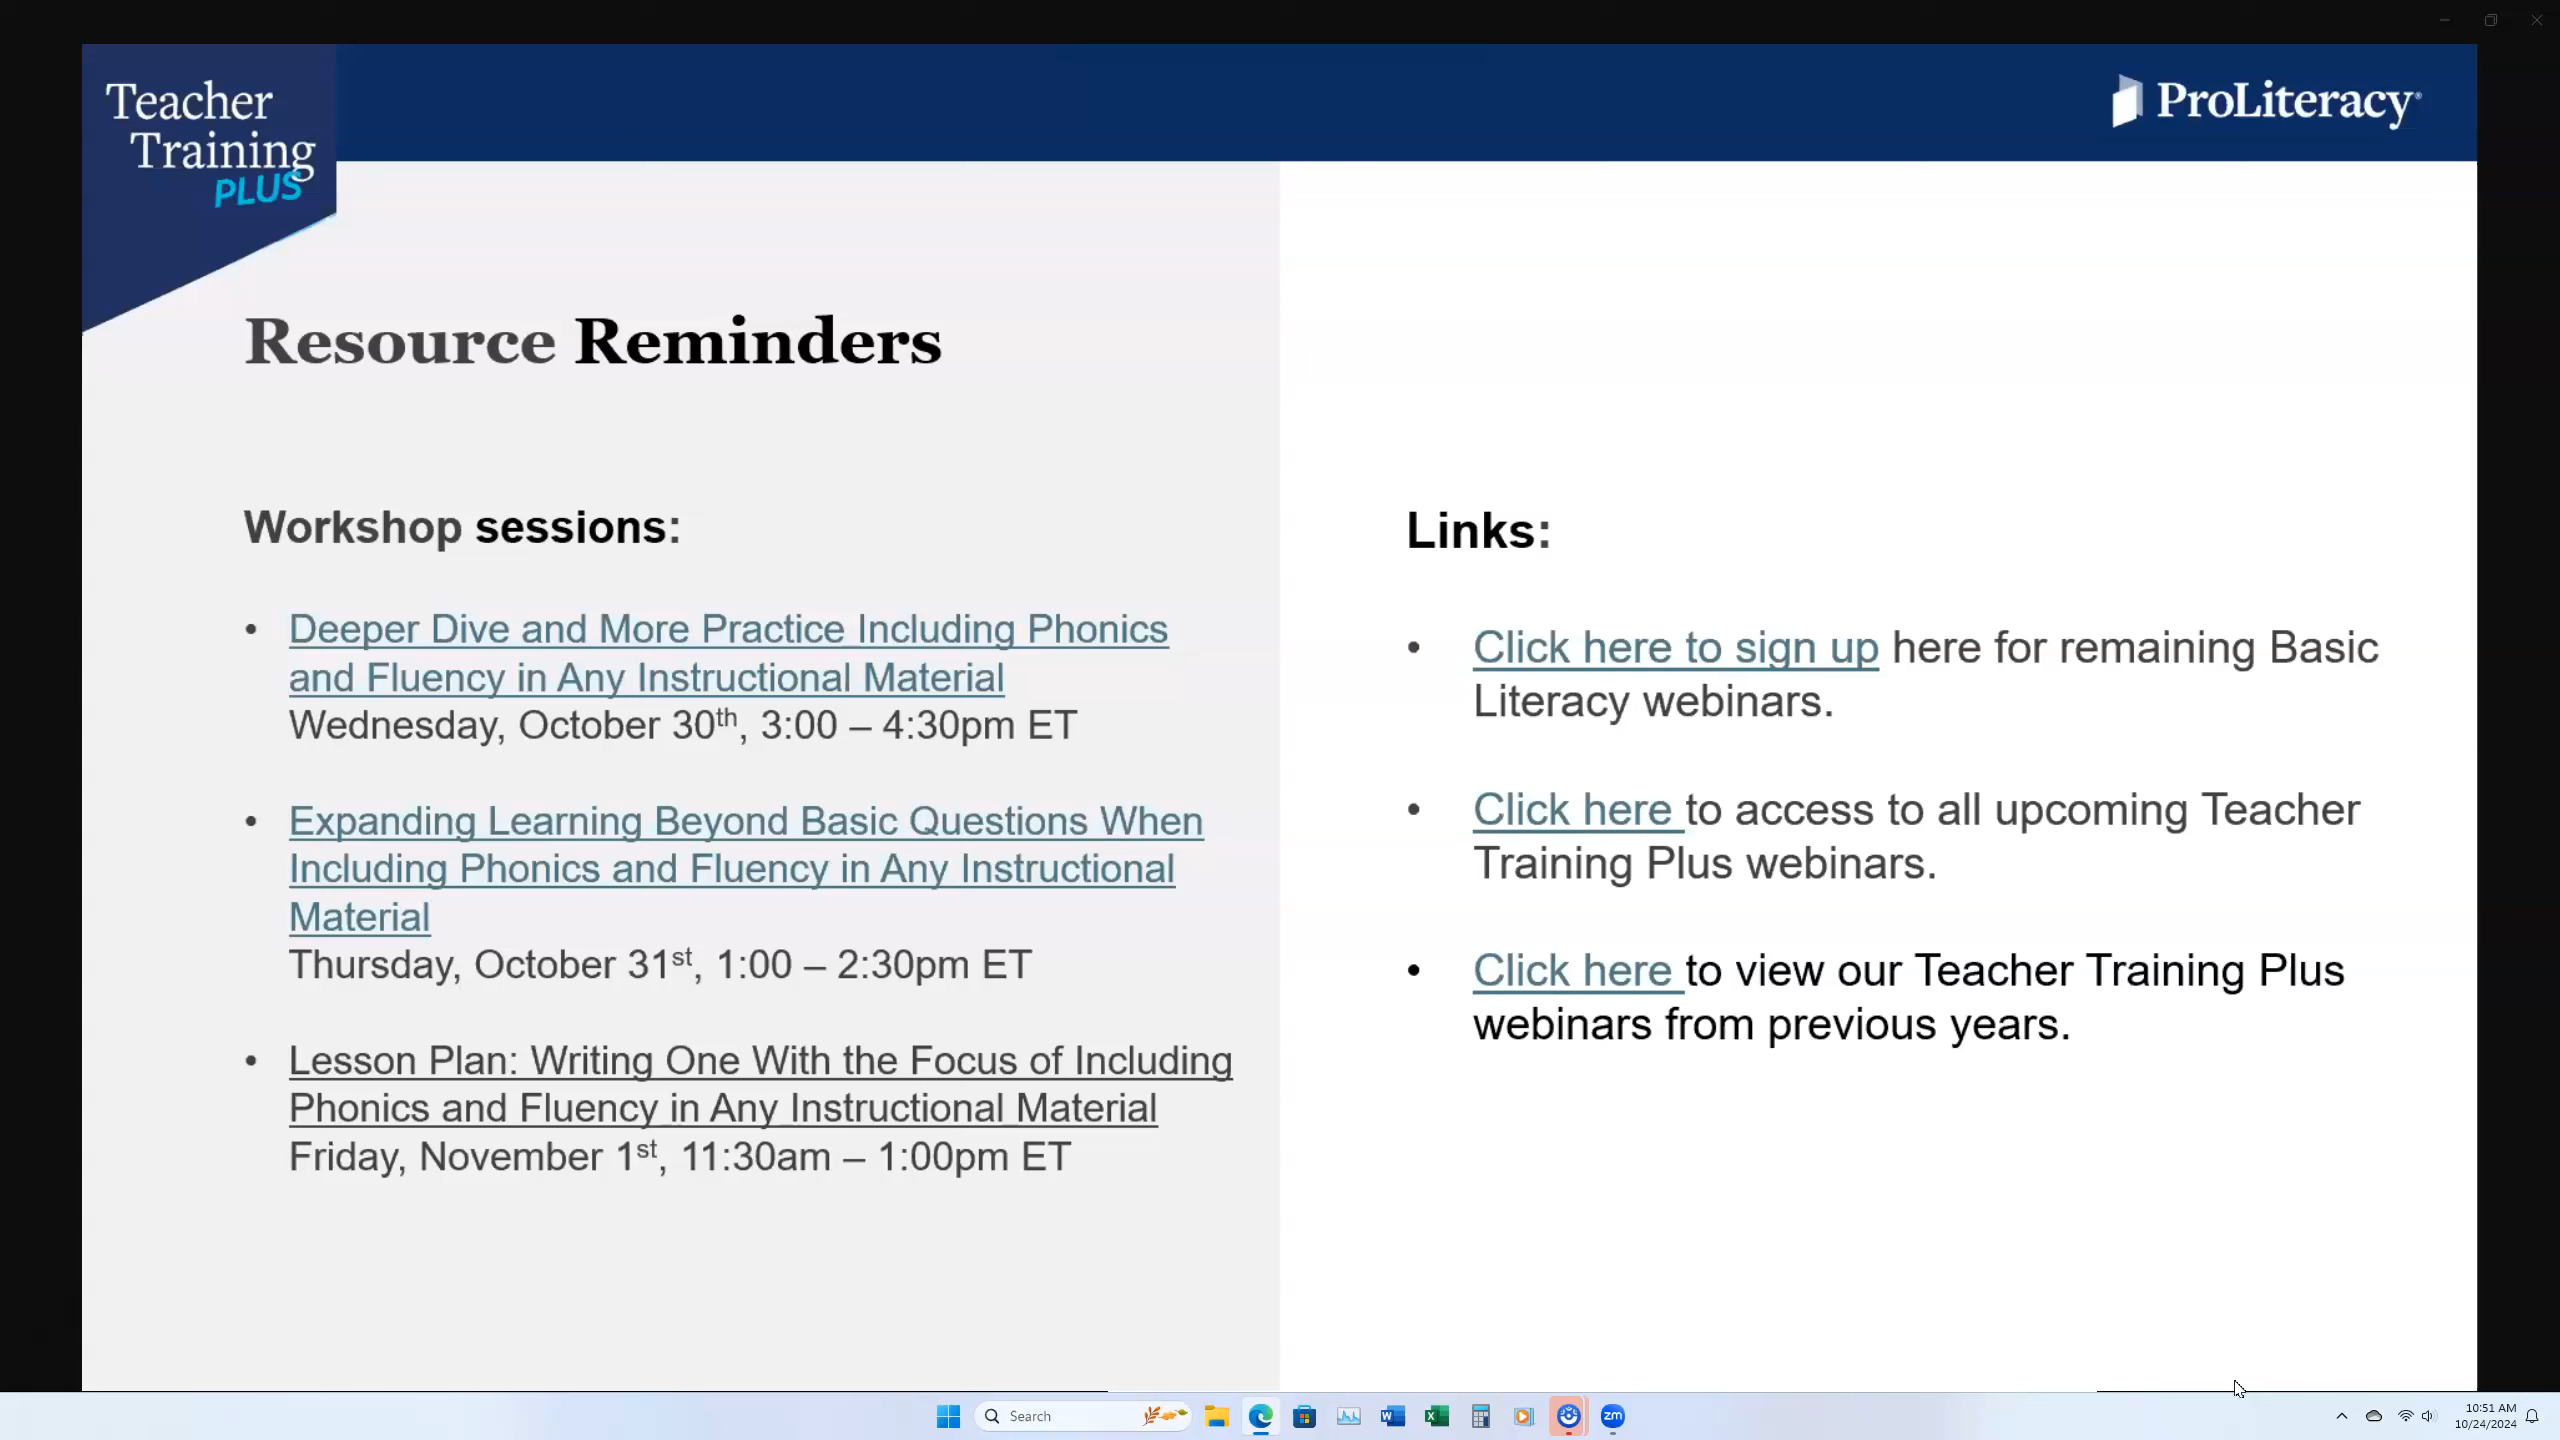 Teacher
Training
PLUS
ProLiteracy
Resource Reminders
Workshop sessions:
• Deeper Dive and More Practice Including Phonics
and Fluency in Any Instructional Material
Wednesday, October 30th, 3:00 – 4:30pm ET
• Expanding Learning Beyond Basic Questions When
Including Phonics and Fluency in Any Instructional
Material
Thursday, October 31st, 1:00 – 2:30pm ET
• Lesson Plan: Writing One With the Focus of Including
Phonics and Fluency in Any Instructional Material
Friday, November 1st, 11:30am – 1:00pm ET
Links:
• Click here to sign up here for remaining Basic
Literacy webinars.
• Click here to access to all upcoming Teacher
Training Plus webinars.
• Click here to view our Teacher Training Plus
webinars from previous years.
Search
zm
10:51 AM
10/24/2024